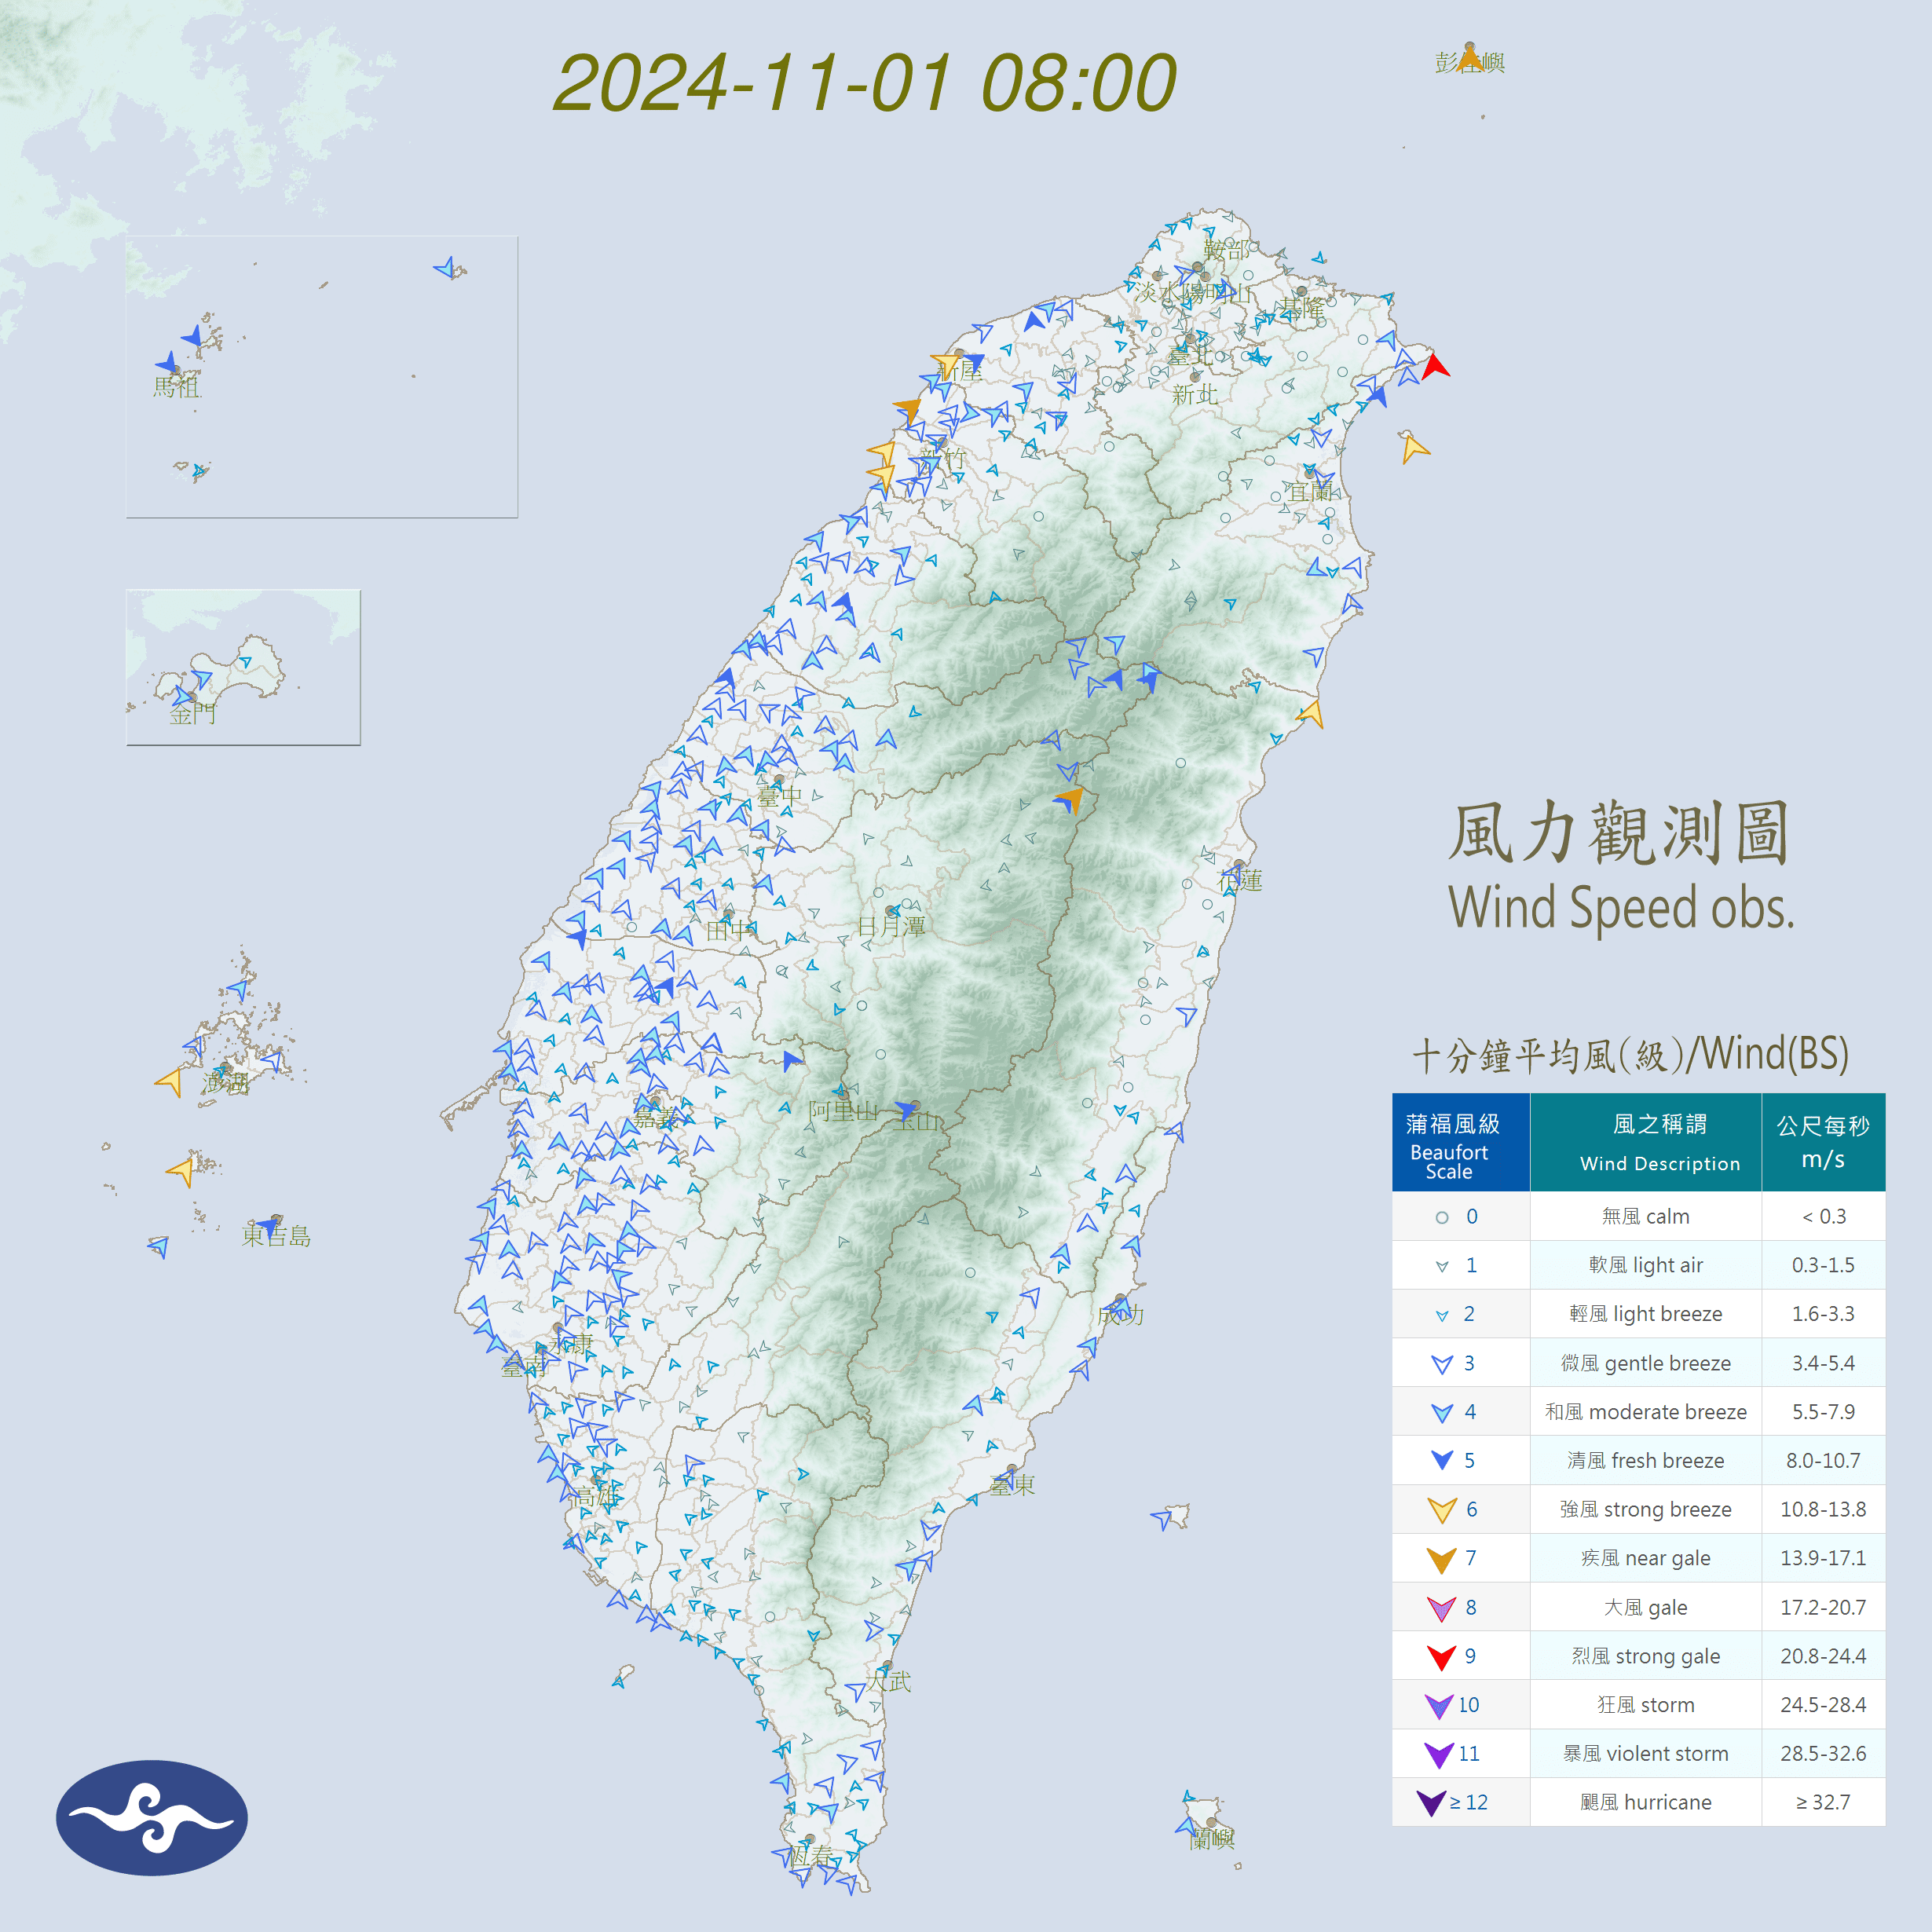 2024-11-01 08:00
彭佳嶼
鞍部
淡水
陽明山
基隆
新屋
臺北
馬祖
新北
新竹
宜蘭
金門
臺中
風力觀測圖
Wind Speed obs.
花蓮
田中
日月潭
十分鐘平均風(級)/Wind(BS)
澎湖
嘉義
阿里山
玉山
東吉島
成功
永康
臺南
高雄
臺東
大武
恆春
蘭嶼
蒲福風級 風之稱謂 公尺每秒
Beaufort Scale Wind Description m/s
0 無風 calm < 0.3
1 軟風 light air 0.3-1.5
2 輕風 light breeze 1.6-3.3
3 微風 gentle breeze 3.4-5.4
4 和風 moderate breeze 5.5-7.9
5 清風 fresh breeze 8.0-10.7
6 強風 strong breeze 10.8-13.8
7 疾風 near gale 13.9-17.1
8 大風 gale 17.2-20.7
9 烈風 strong gale 20.8-24.4
10 狂風 storm 24.5-28.4
11 暴風 violent storm 28.5-32.6
≥ 12 颶風 hurricane ≥ 32.7